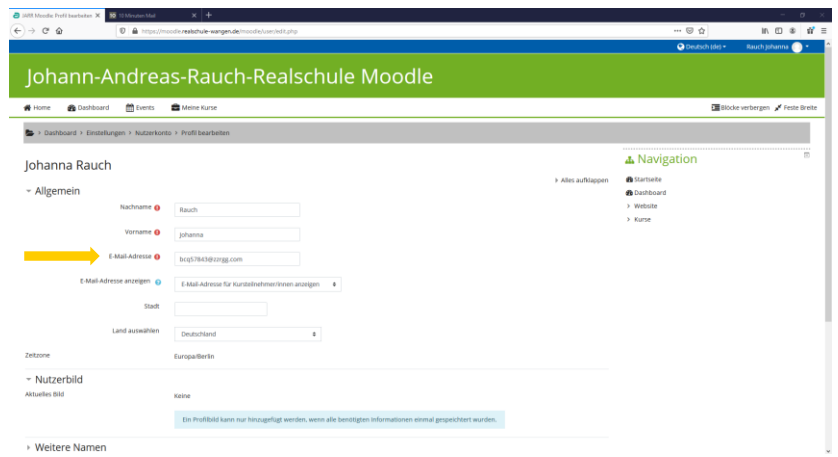 JARR Moodle: Profil bearbeiten
10 Minuten Mail
https://moodle.realschule-wangen.de/moodle/user/edit.php
Deutsch (de)
Rauch Johanna
Johann-Andreas-Rauch-Realschule Moodle
Home Dashboard Events Meine Kurse
Blöcke verbergen Feste Breite
Dashboard > Einstellungen > Nutzerkonto > Profil bearbeiten
Johanna Rauch
Alles aufklappen
Allgemein
Nachname Rauch
Vorname Johanna
E-Mail-Adresse bcq57843@zzrgg.com
E-Mail-Adresse anzeigen E-Mail-Adresse für Kursteilnehmer/innen anzeigen
Stadt
Land auswählen Deutschland
Zeitzone Europa/Berlin
Nutzerbild
Aktuelles Bild Keine
Ein Profilbild kann nur hinzugefügt werden, wenn alle benötigten Informationen einmal gespeichert wurden.
Weitere Namen
Navigation
Startseite
Dashboard
> Website
> Kurse